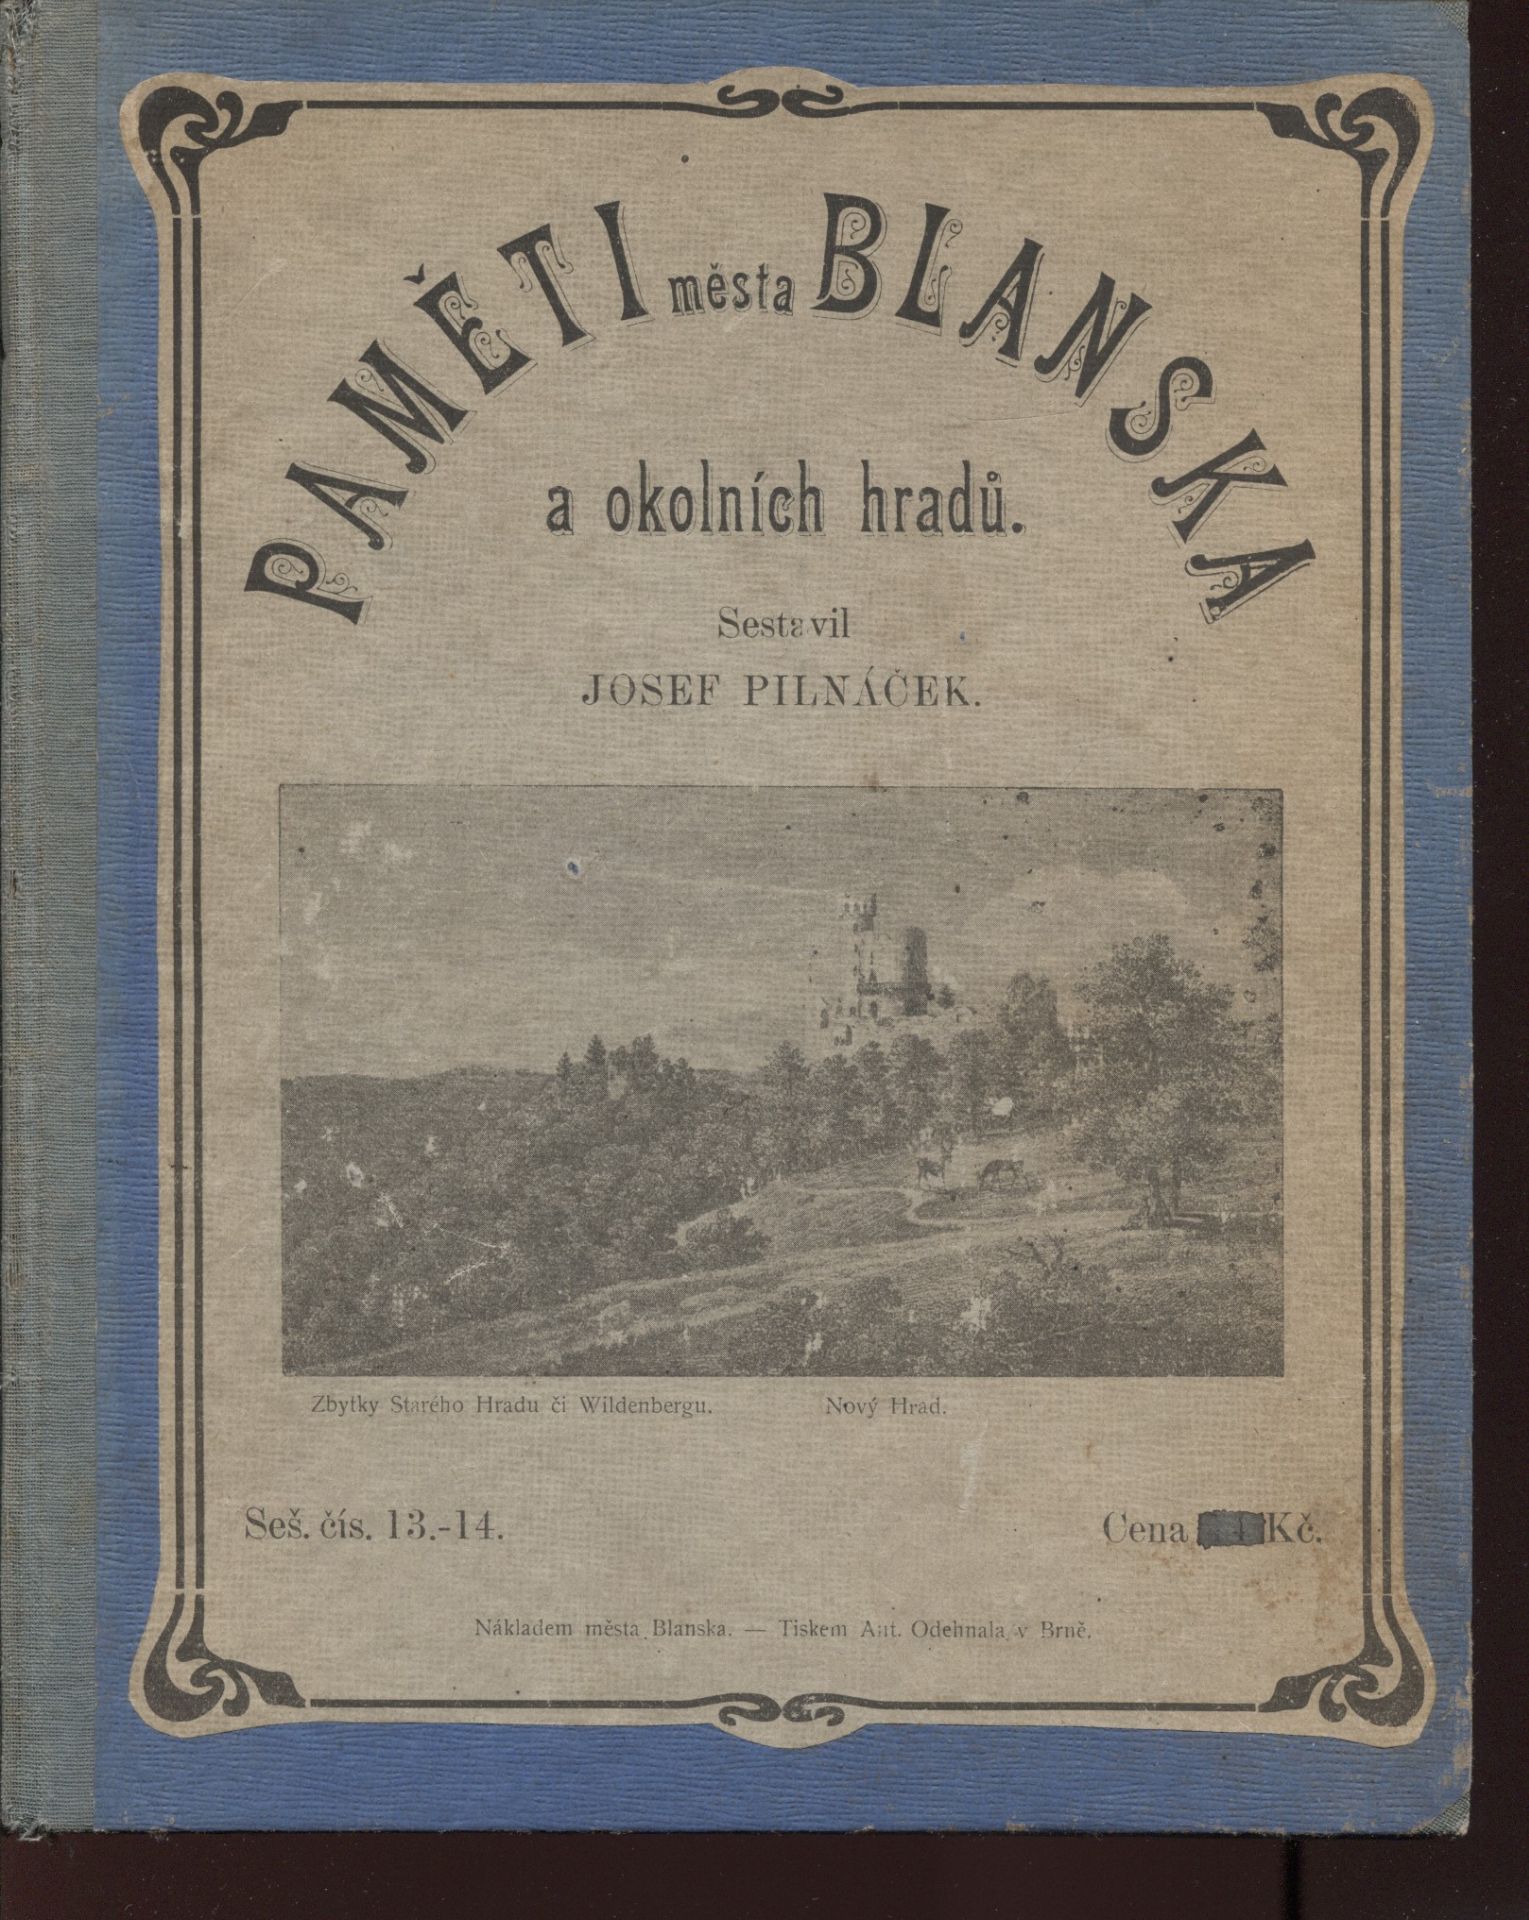 PAMĚTI města BLANSKA
a okolních hradů.
Sestavil
JOSEF PILNÁČEK.
Zbytky Starého Hradu či Wildenbergu. Nový Hrad.
Seš. čís. 13.-14. Cena Kč.
Nákladem města Blanska. — Tiskem Ant. Odehnala v Brně.